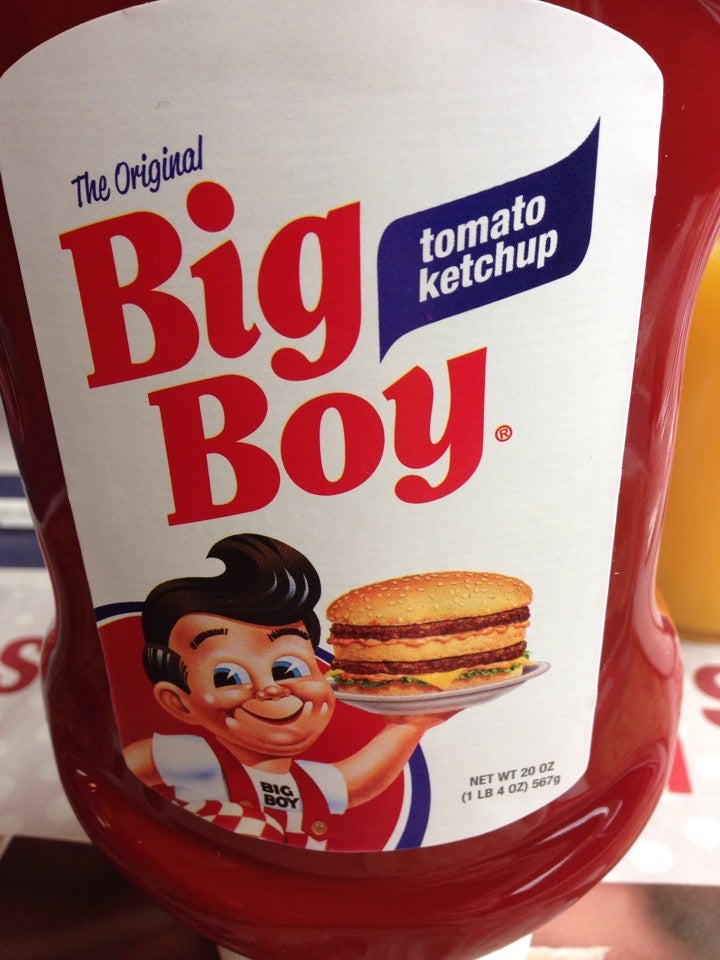 The Original
Big
Boy®
tomato
ketchup
BIG
BOY
NET WT 20 OZ
(1 LB 4 OZ) 567g